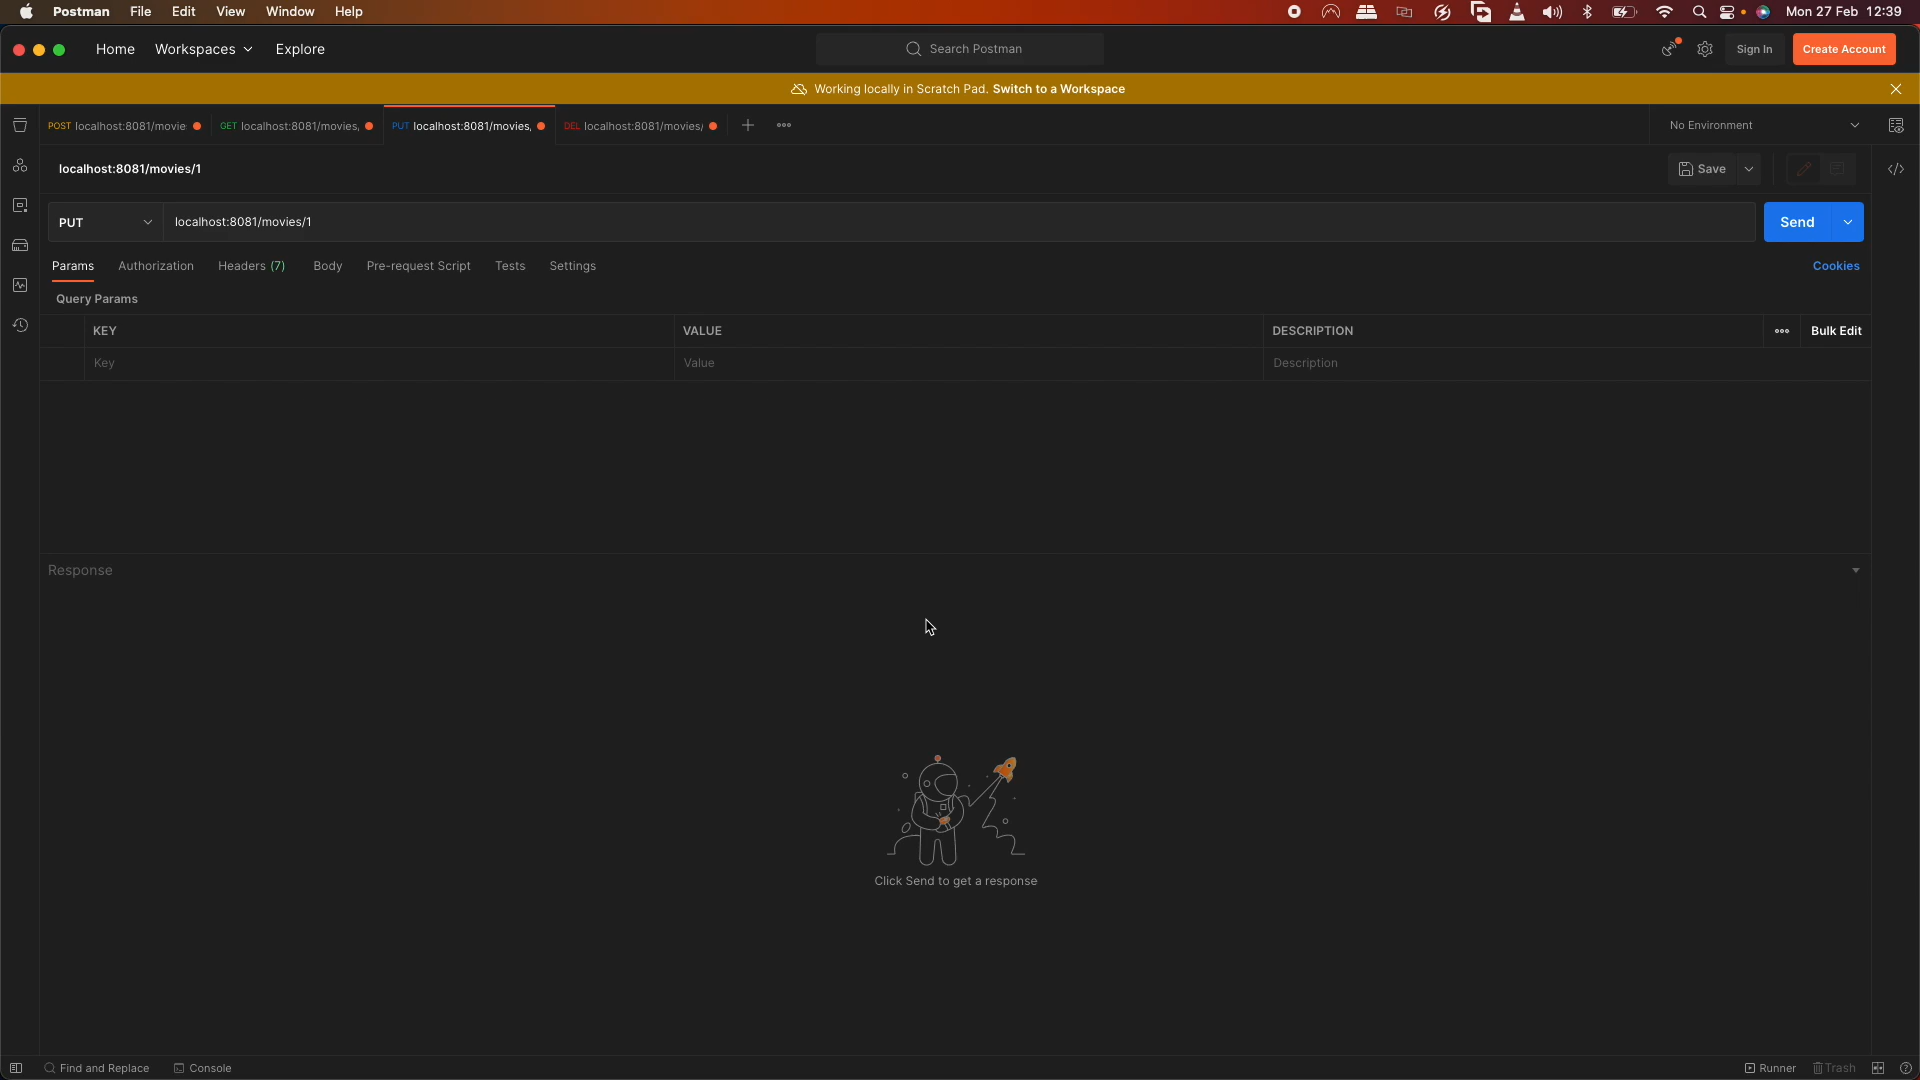 Postman File Edit View Window Help Mon 27 Feb 12:39
Home Workspaces Explore Search Postman Sign In Create Account
Working locally in Scratch Pad. Switch to a Workspace
POST localhost:8081/movie GET localhost:8081/movies, PUT localhost:8081/movies, DEL localhost:8081/movies/ No Environment
localhost:8081/movies/1 Save
PUT localhost:8081/movies/1 Send
Params Authorization Headers (7) Body Pre-request Script Tests Settings Cookies
Query Params
KEY VALUE DESCRIPTION Bulk Edit
Key Value Description
Response
Click Send to get a response
Find and Replace Console Runner Trash